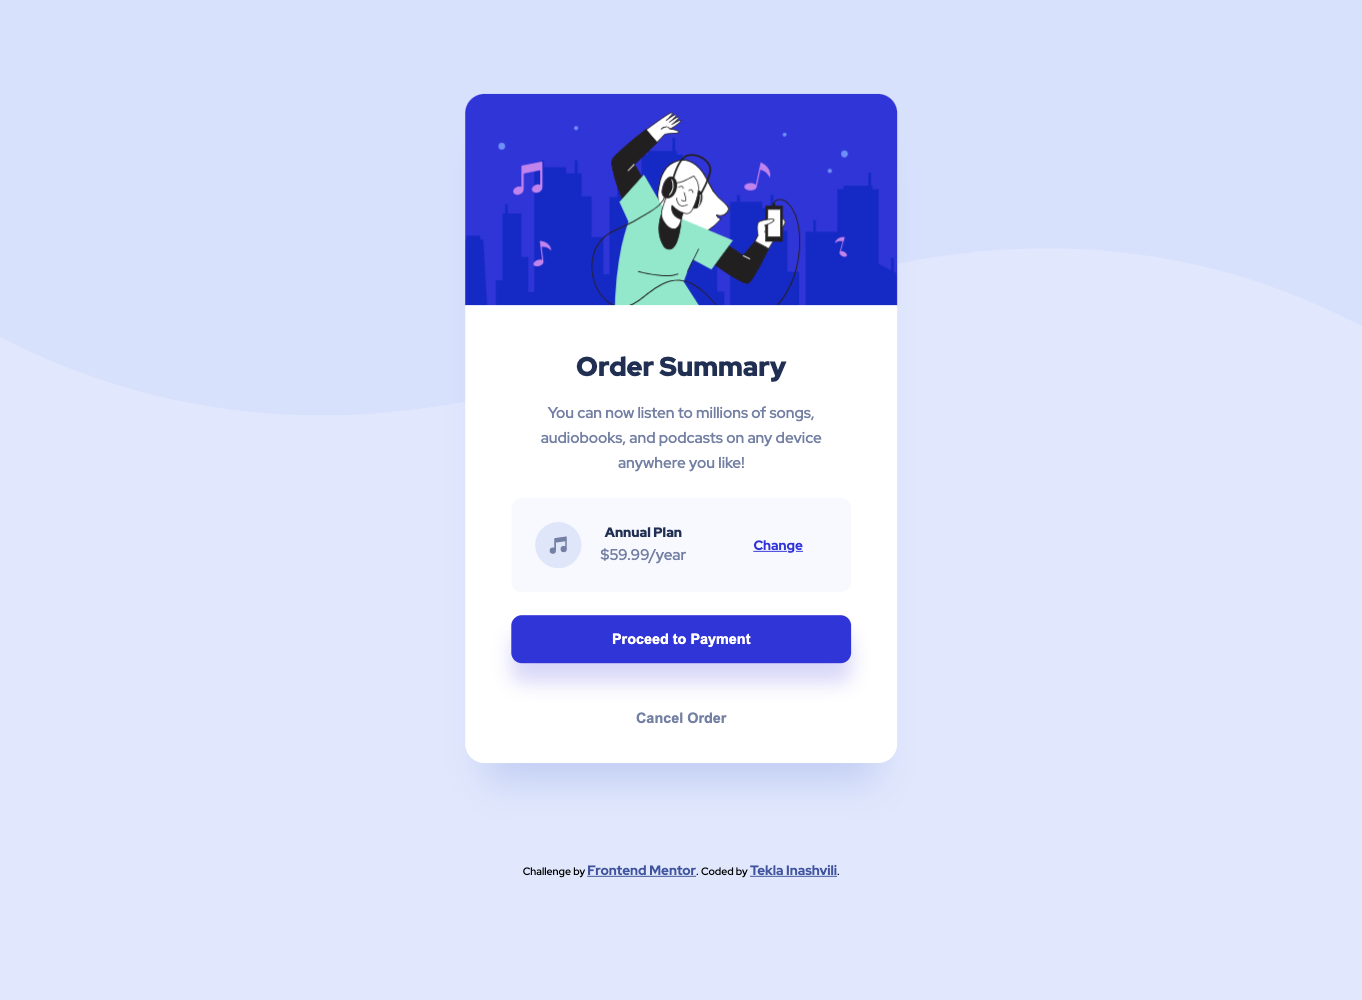 Order Summary
You can now listen to millions of songs,
audiobooks, and podcasts on any device
anywhere you like!
Annual Plan
$59.99/year
Change
Proceed to Payment
Cancel Order
Challenge by Frontend Mentor. Coded by Tekla Inashvili.